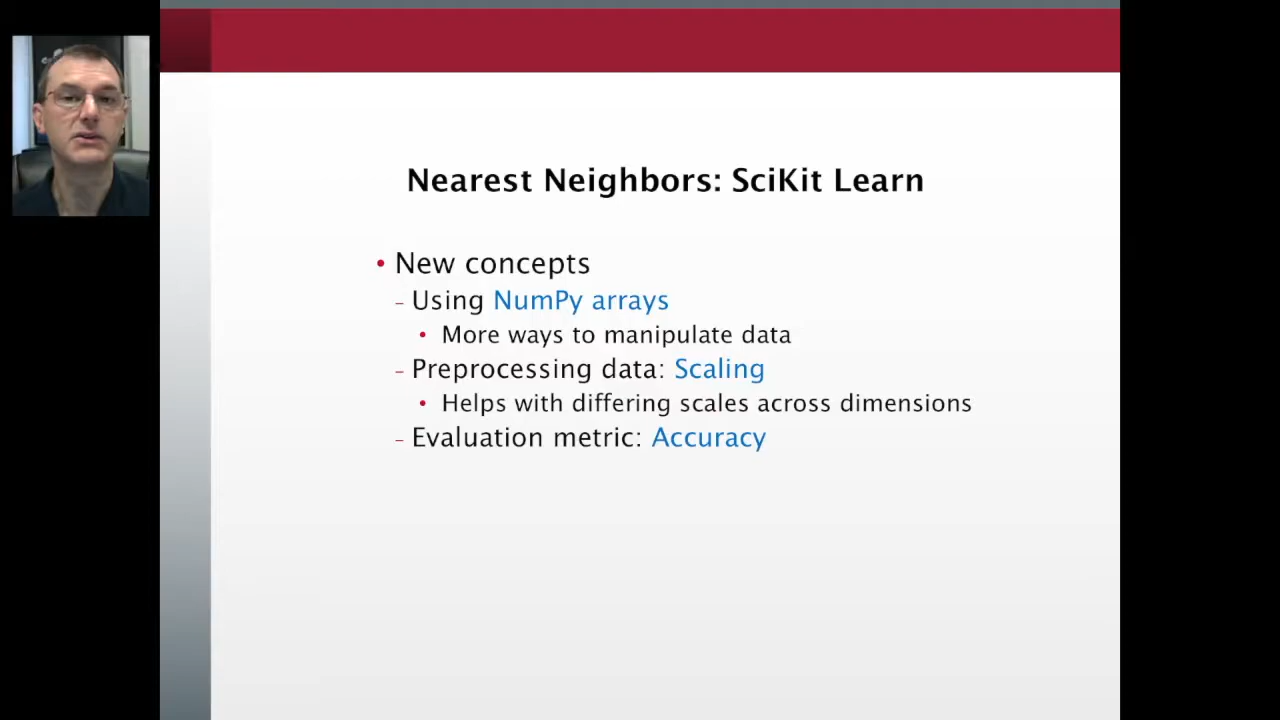 Nearest Neighbors: SciKit Learn
• New concepts
– Using NumPy arrays
• More ways to manipulate data
– Preprocessing data: Scaling
• Helps with differing scales across dimensions
– Evaluation metric: Accuracy